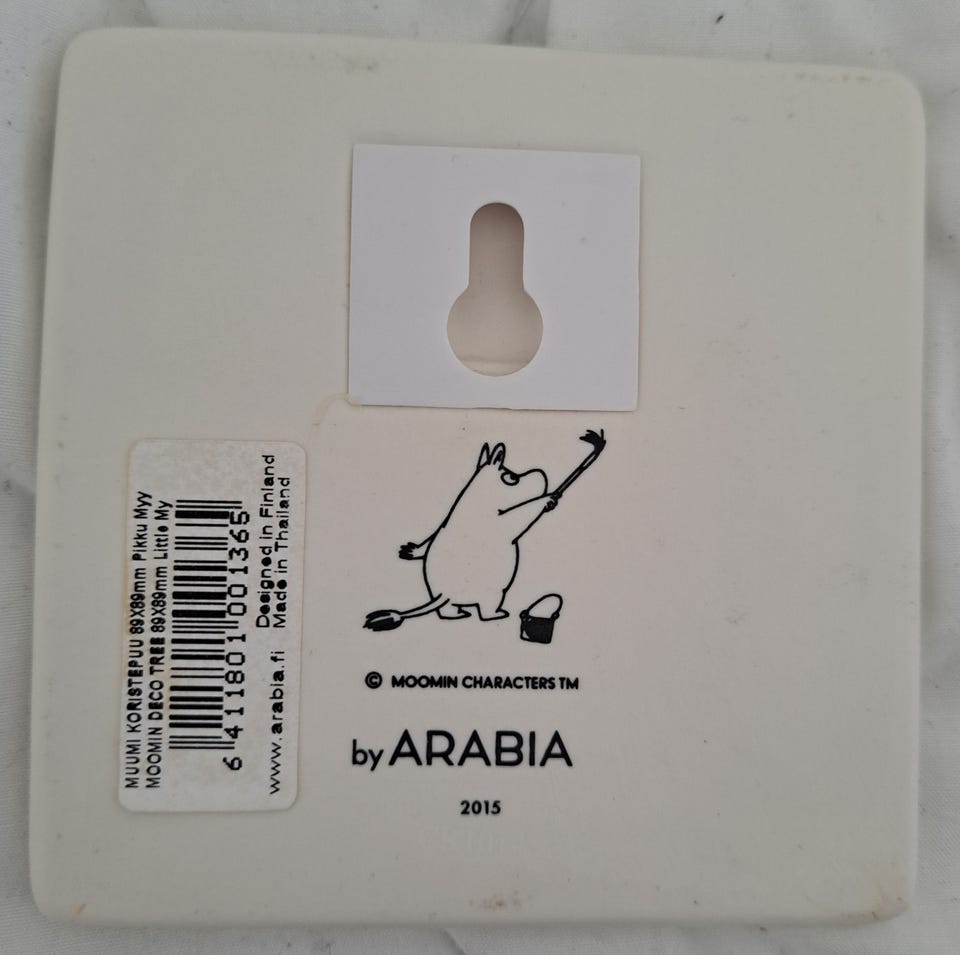 MUUMI KORISTEPUU 89X89mm Pikku Myy
MOOMIN DECO TREE 89X89mm Little My
6 411801 001365
Designed in Finland
www.arabia.fi Made in Thailand
© MOOMIN CHARACTERS TM
by ARABIA
2015